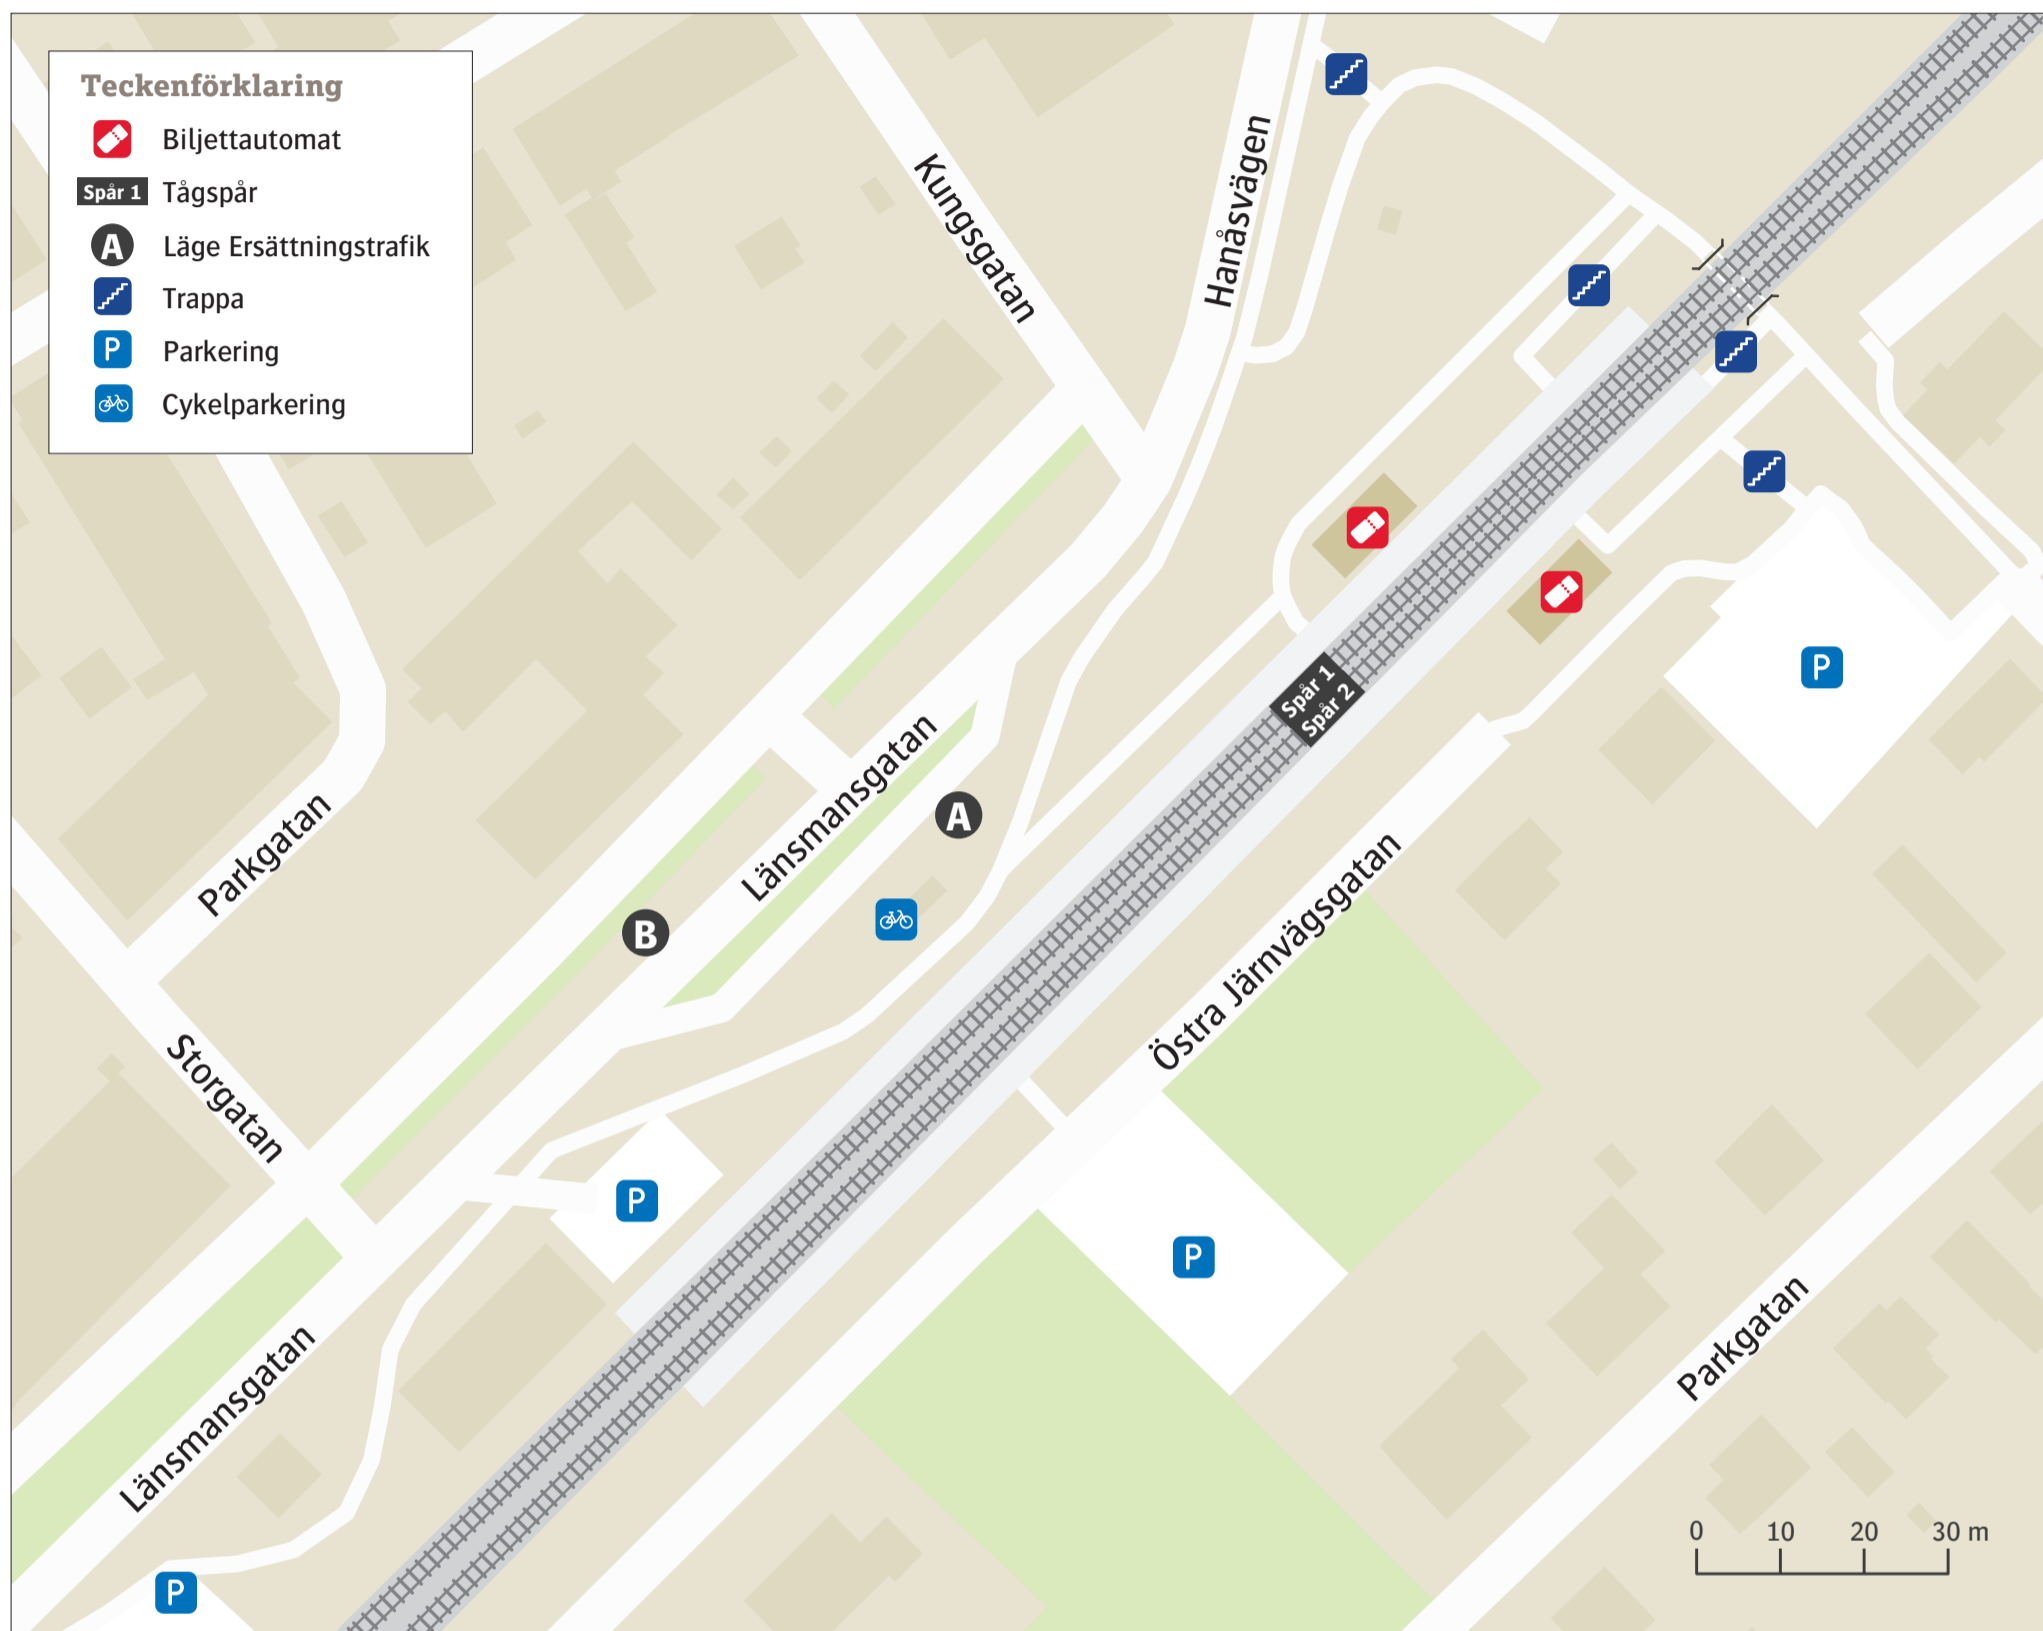 Teckenförklaring
Biljettautomat
Spår 1 Tågspår
A Läge Ersättningstrafik
Trappa
P Parkering
Cykelparkering
Kungsgatan
Hanåsvägen
Spår 1
Spår 2
P
Länsmansgatan
A
B
Parkgatan
Östra Järnvägsgatan
Storgatan
P
P
Länsmansgatan
Parkgatan
P
0 10 20 30 m